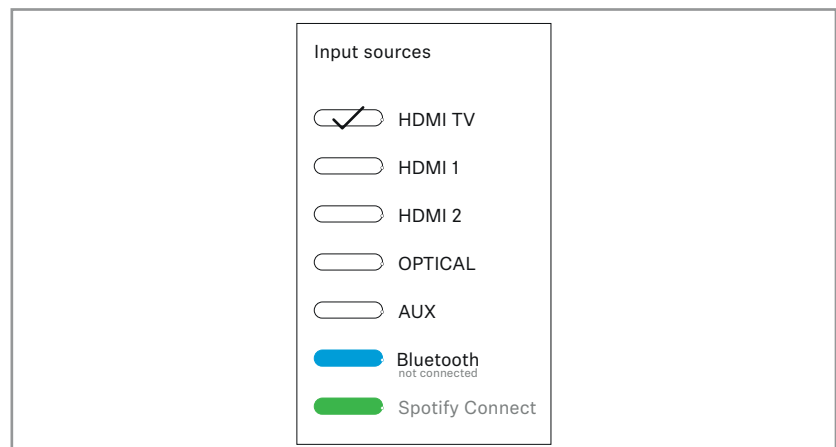 Input sources
HDMI TV
HDMI 1
HDMI 2
OPTICAL
AUX
Bluetooth
not connected
Spotify Connect